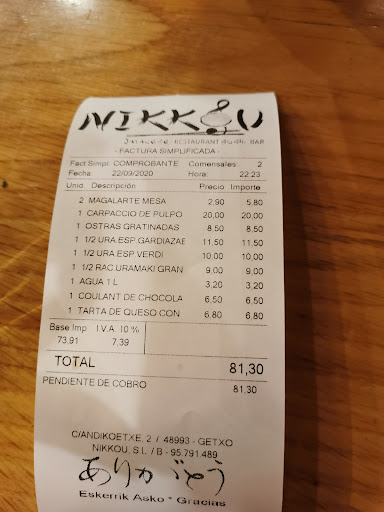 NIKKOU
Japanese RESTAURANT sushi BAR
- FACTURA SIMPLIFICADA -
Fact Simpl. COMPROBANTE Comensales: 2
Fecha: 22/09/2020 Hora: 22:23
Unid. Descripción Precio Importe
2 MAGALARTE MESA 2,90 5,80
1 CARPACCIO DE PULPO 20,00 20,00
1 OSTRAS GRATINADAS 8,50 8,50
1 1/2 URA.ESP.GARDIAZAB 11,50 11,50
1 1/2 URA ESP.VERDI 10,00 10,00
1 1/2 RAC.URAMAKI GRAN 9,00 9,00
1 AGUA 1 L 3,20 3,20
1 COULANT DE CHOCOLA 6,50 6,50
1 TARTA DE QUESO CON 6,80 6,80
Base Imp I.V.A 10 %
73,91 7,39
TOTAL 81,30
PENDIENTE DE COBRO 81,30
C/ANDIKOETXE, 2 / 48993 - GETXO
NIKKOU, S.L / B - 95.791.489
ありがとう
Eskerrik Asko * Gracias